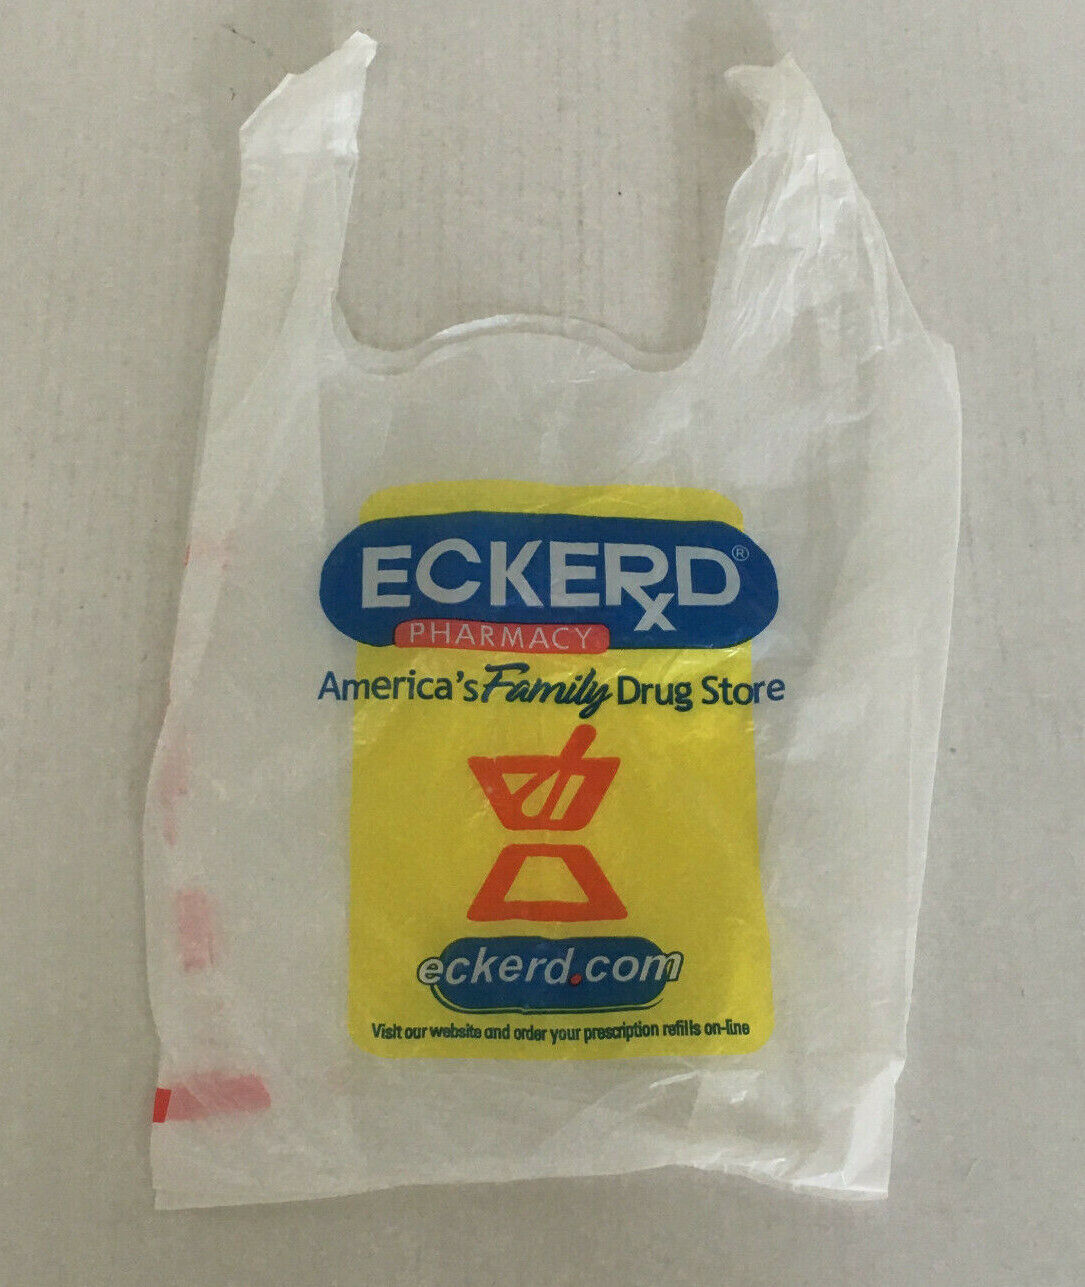 ECKERD®
PHARMACY
America's Family Drug Store
eckerd.com
Visit our website and order your prescription refills on-line